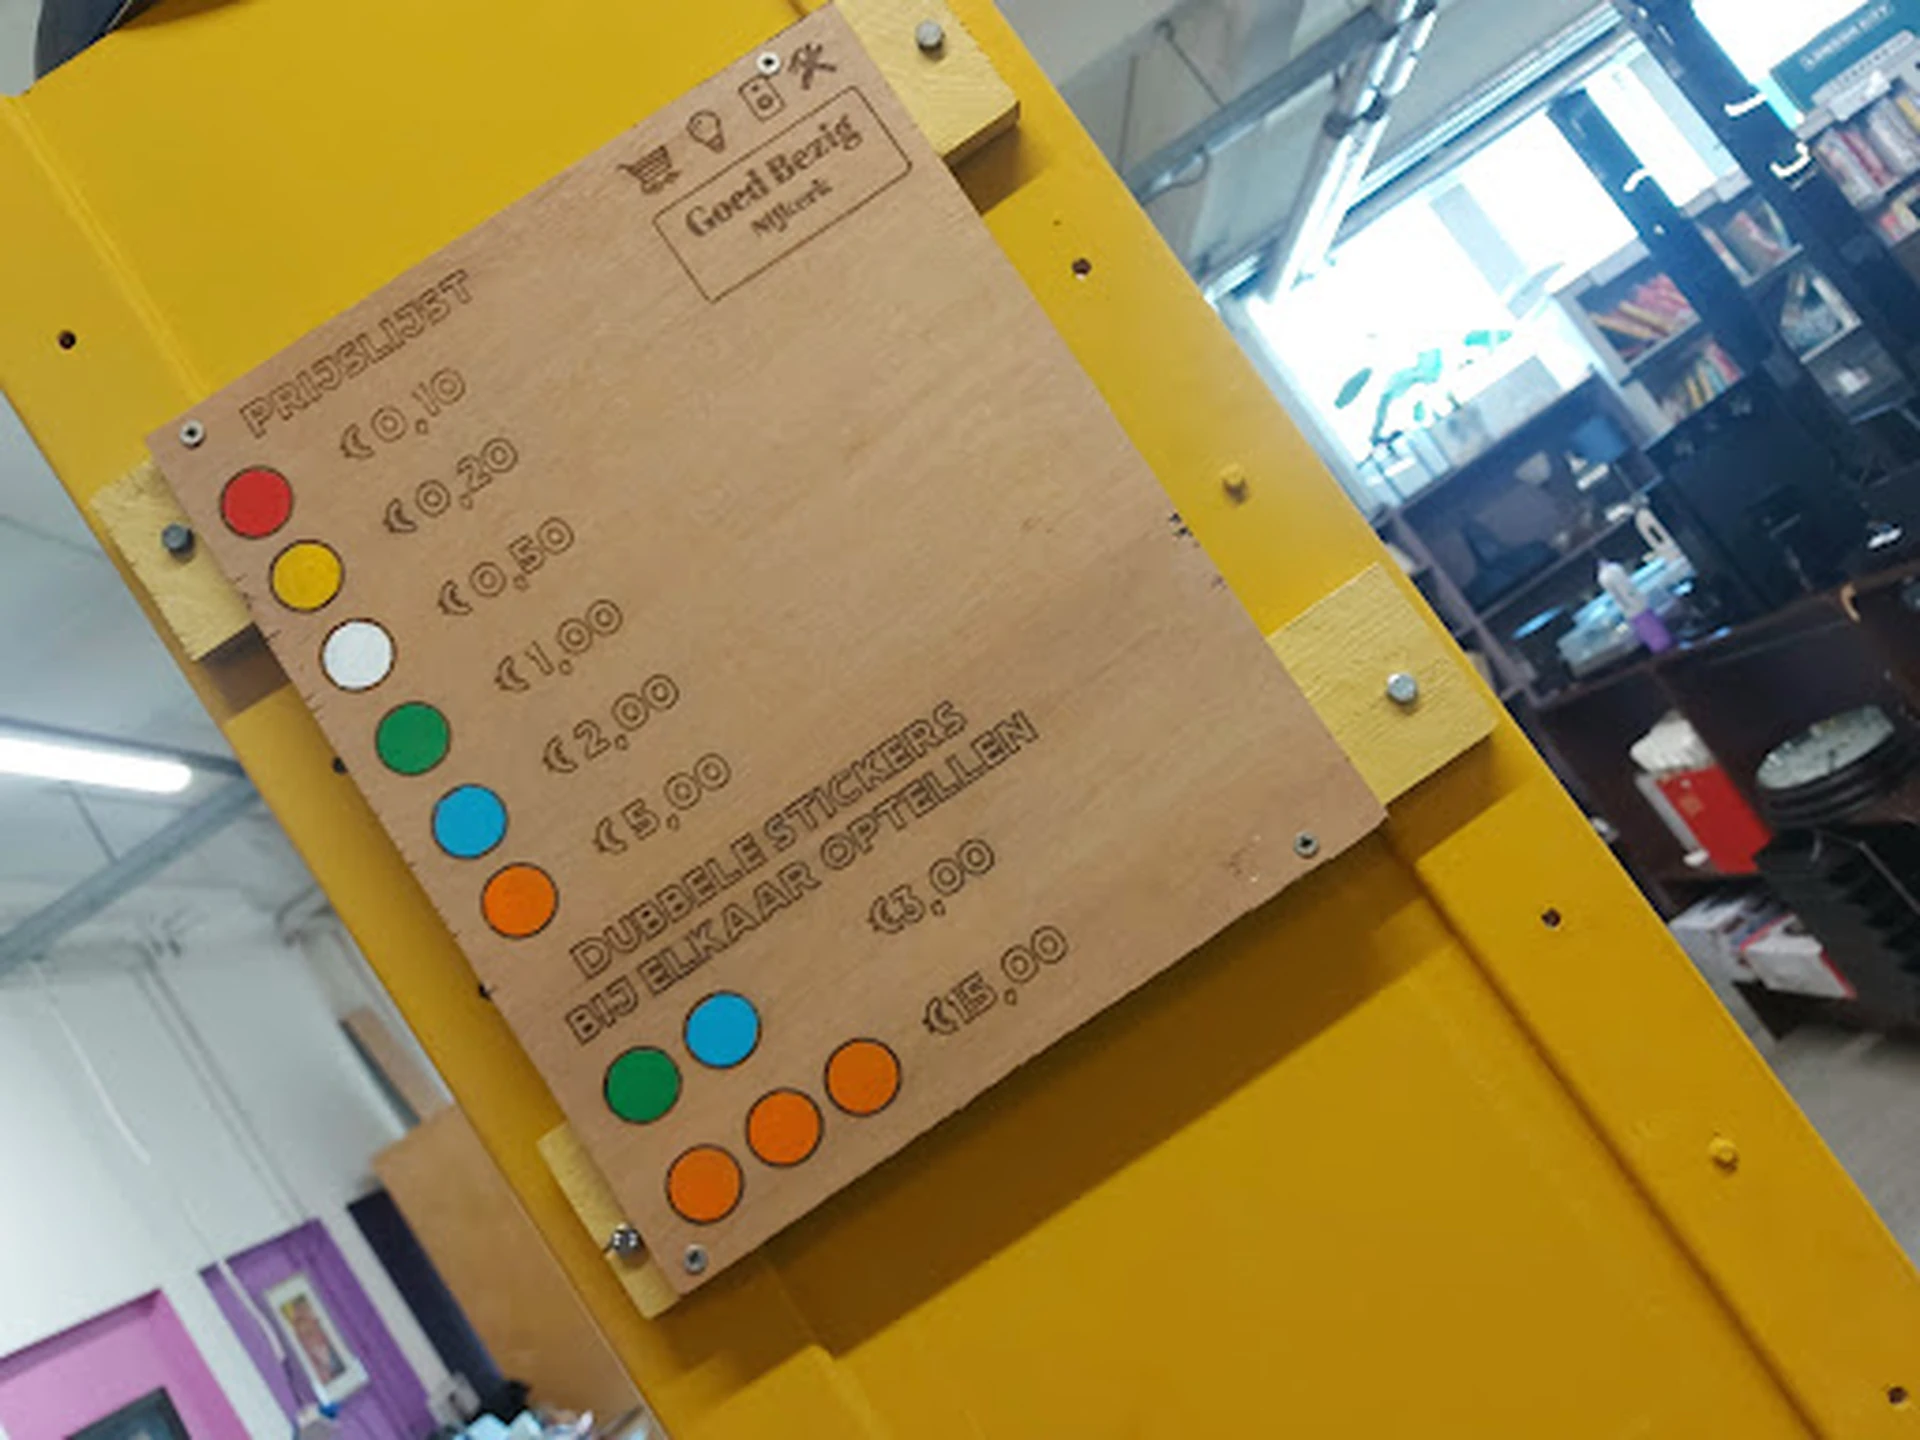 Goed Bezig
Nijkerk
PRIJSLIJST
€ 0,10
€ 0,20
€ 0,50
€ 1,00
€ 2,00
€ 5,00
DUBBELE STICKERS
BIJ ELKAAR OPTELLEN
€3,00
€15,00